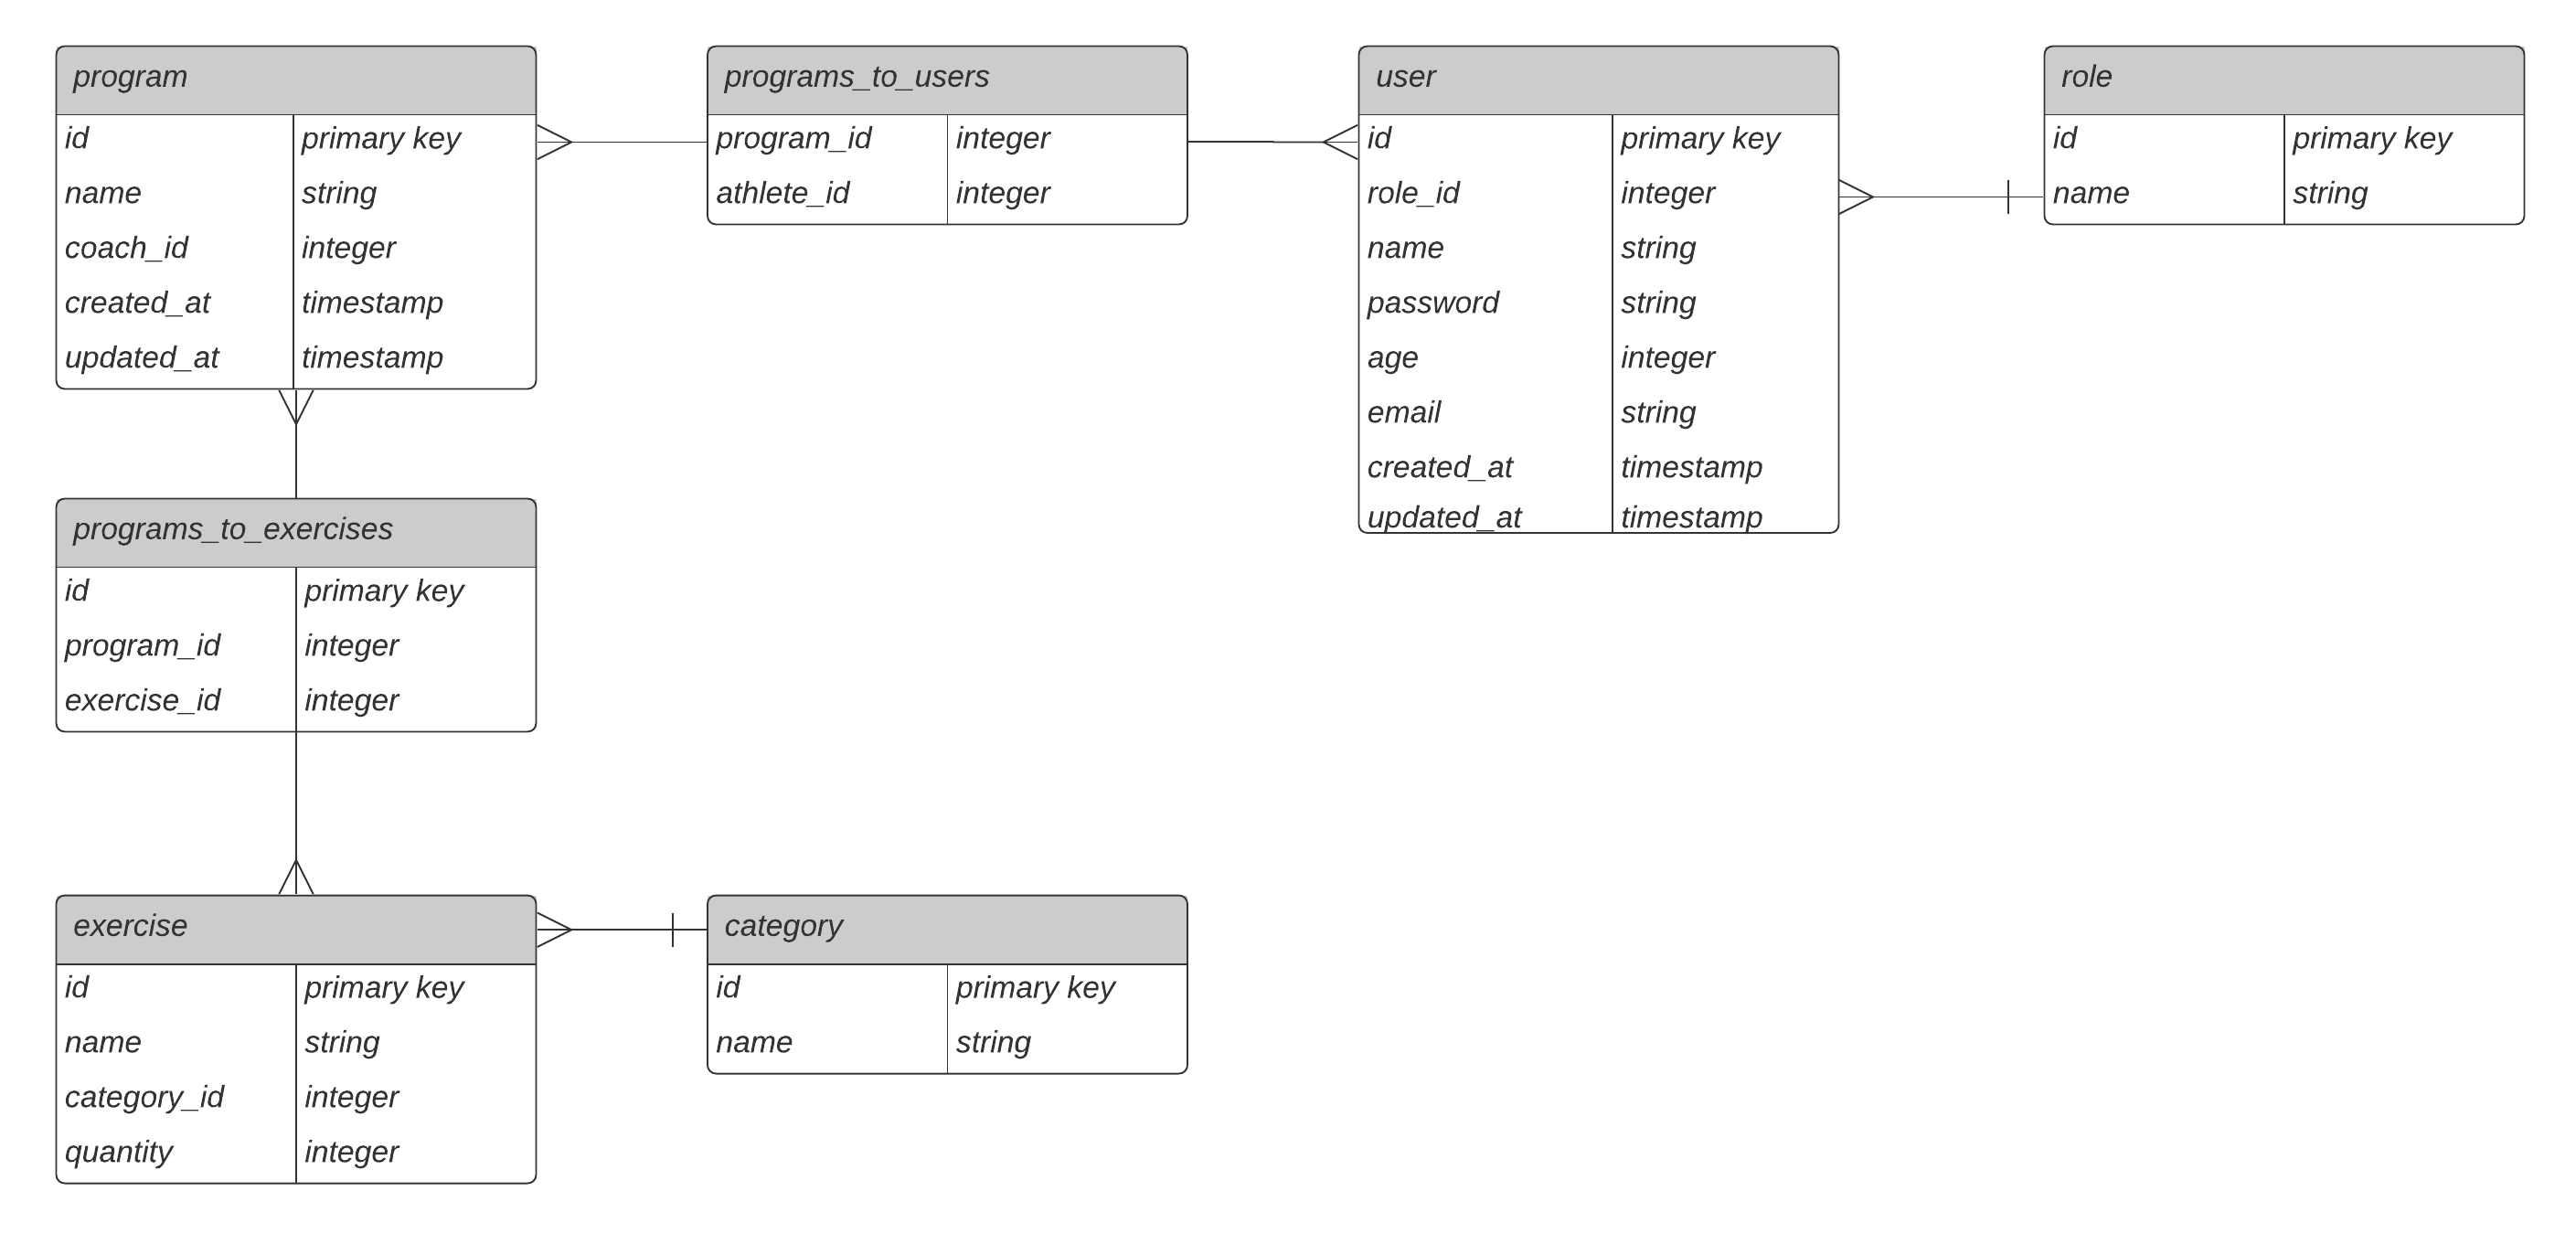 program
id primary key
name string
coach_id integer
created_at timestamp
updated_at timestamp
programs_to_users
program_id integer
athlete_id integer
user
id primary key
role_id integer
name string
password string
age integer
email string
created_at timestamp
updated_at timestamp
role
id primary key
name string
programs_to_exercises
id primary key
program_id integer
exercise_id integer
exercise
id primary key
name string
category_id integer
quantity integer
category
id primary key
name string